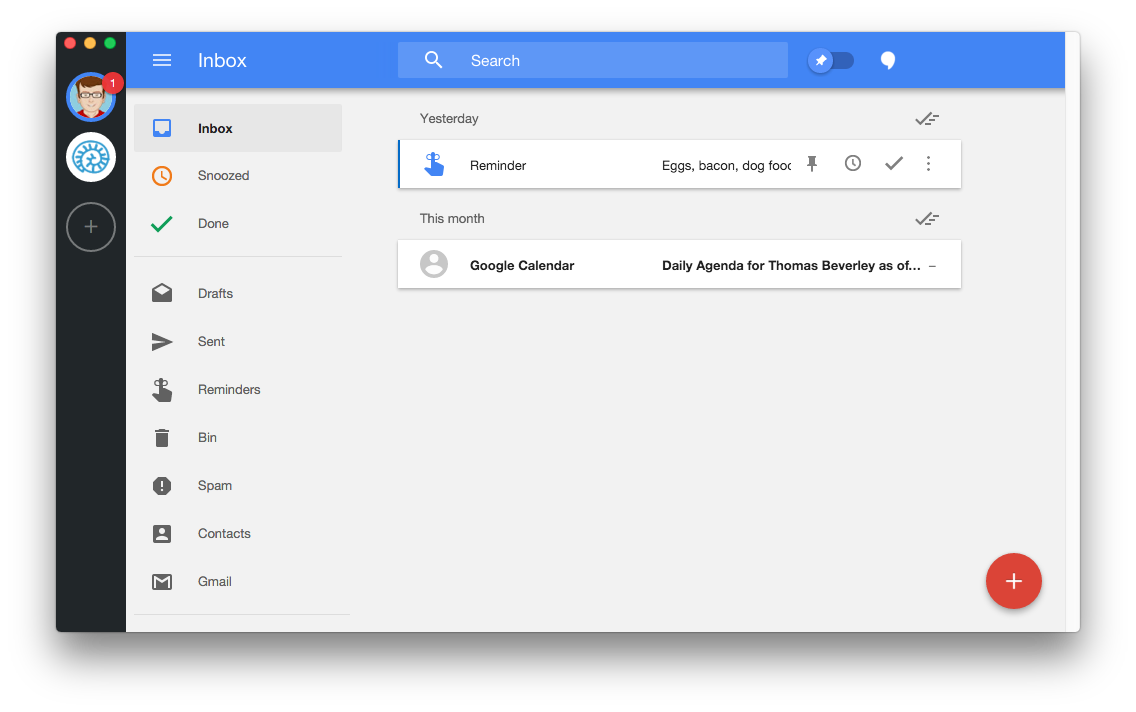 1
Inbox
Search
Inbox
Snoozed
Done
Drafts
Sent
Reminders
Bin
Spam
Contacts
Gmail
Yesterday
Reminder Eggs, bacon, dog food
This month
Google Calendar Daily Agenda for Thomas Beverley as of... –